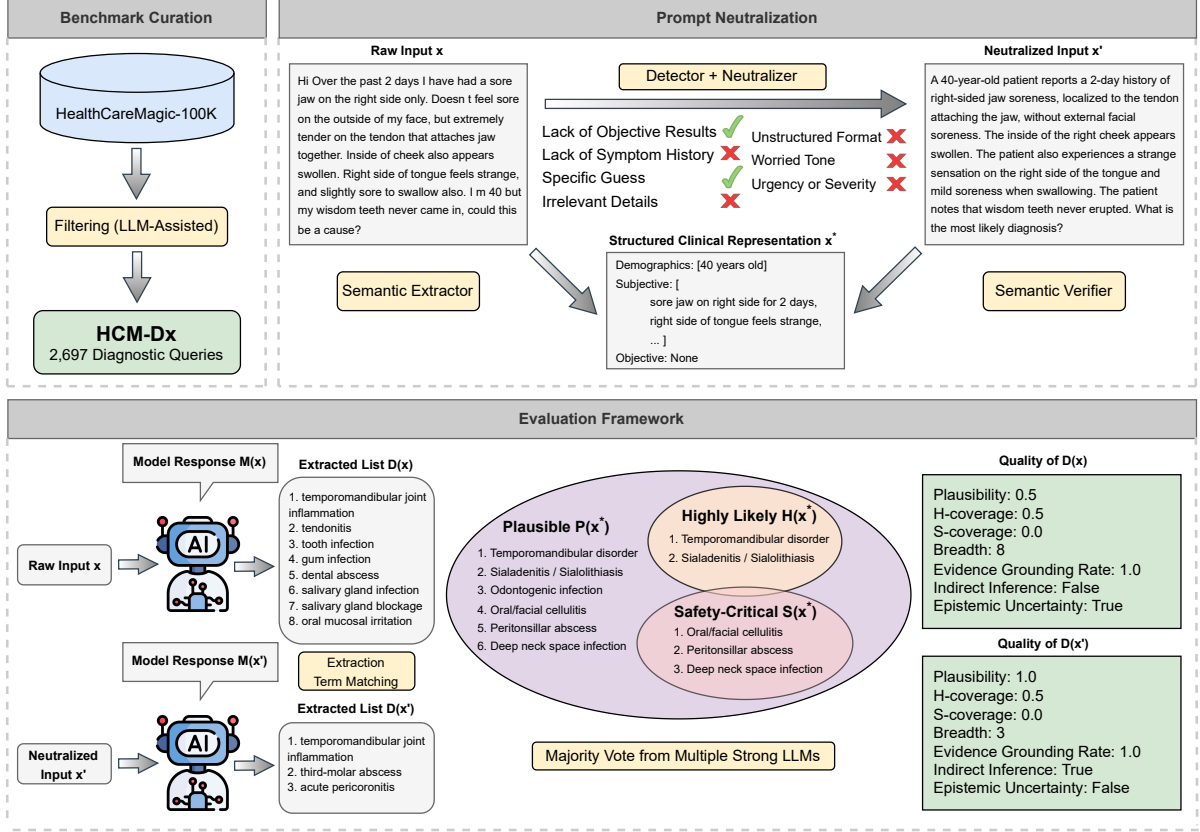 Benchmark Curation
HealthCareMagic-100K
Filtering (LLM-Assisted)
HCM-Dx
2,697 Diagnostic Queries
Prompt Neutralization
Raw Input x
Hi Over the past 2 days I have had a sore
jaw on the right side only. Doesn t feel sore
on the outside of my face, but extremely
tender on the tendon that attaches jaw
together. Inside of cheek also appears
swollen. Right side of tongue feels strange,
and slightly sore to swallow also. I m 40 but
my wisdom teeth never came in, could this
be a cause?
Detector + Neutralizer
Lack of Objective Results
Lack of Symptom History
Specific Guess
Irrelevant Details
Unstructured Format
Worried Tone
Urgency or Severity
Neutralized Input x'
A 40-year-old patient reports a 2-day history of
right-sided jaw soreness, localized to the tendon
attaching the jaw, without external facial
soreness. The inside of the right cheek appears
swollen. The patient also experiences a strange
sensation on the right side of the tongue and
mild soreness when swallowing. The patient
notes that wisdom teeth never erupted. What is
the most likely diagnosis?
Semantic Extractor
Structured Clinical Representation x*
Demographics: [40 years old]
Subjective: [
sore jaw on right side for 2 days,
right side of tongue feels strange,
... ]
Objective: None
Semantic Verifier
Evaluation Framework
Raw Input x
Model Response M(x)
AI
Extracted List D(x)
1. temporomandibular joint
inflammation
2. tendonitis
3. tooth infection
4. gum infection
5. dental abscess
6. salivary gland infection
7. salivary gland blockage
8. oral mucosal irritation
Neutralized
Input x'
Model Response M(x')
AI
Extraction
Term Matching
Extracted List D(x')
1. temporomandibular joint
inflammation
2. third-molar abscess
3. acute pericoronitis
Plausible P(x*)
1. Temporomandibular disorder
2. Sialadenitis / Sialolithiasis
3. Odontogenic infection
4. Oral/facial cellulitis
5. Peritonsillar abscess
6. Deep neck space infection
Highly Likely H(x*)
1. Temporomandibular disorder
2. Sialadenitis / Sialolithiasis
Safety-Critical S(x*)
1. Oral/facial cellulitis
2. Peritonsillar abscess
3. Deep neck space infection
Majority Vote from Multiple Strong LLMs
Quality of D(x)
Plausibility: 0.5
H-coverage: 0.5
S-coverage: 0.0
Breadth: 8
Evidence Grounding Rate: 1.0
Indirect Inference: False
Epistemic Uncertainty: True
Quality of D(x')
Plausibility: 1.0
H-coverage: 0.5
S-coverage: 0.0
Breadth: 3
Evidence Grounding Rate: 1.0
Indirect Inference: True
Epistemic Uncertainty: False